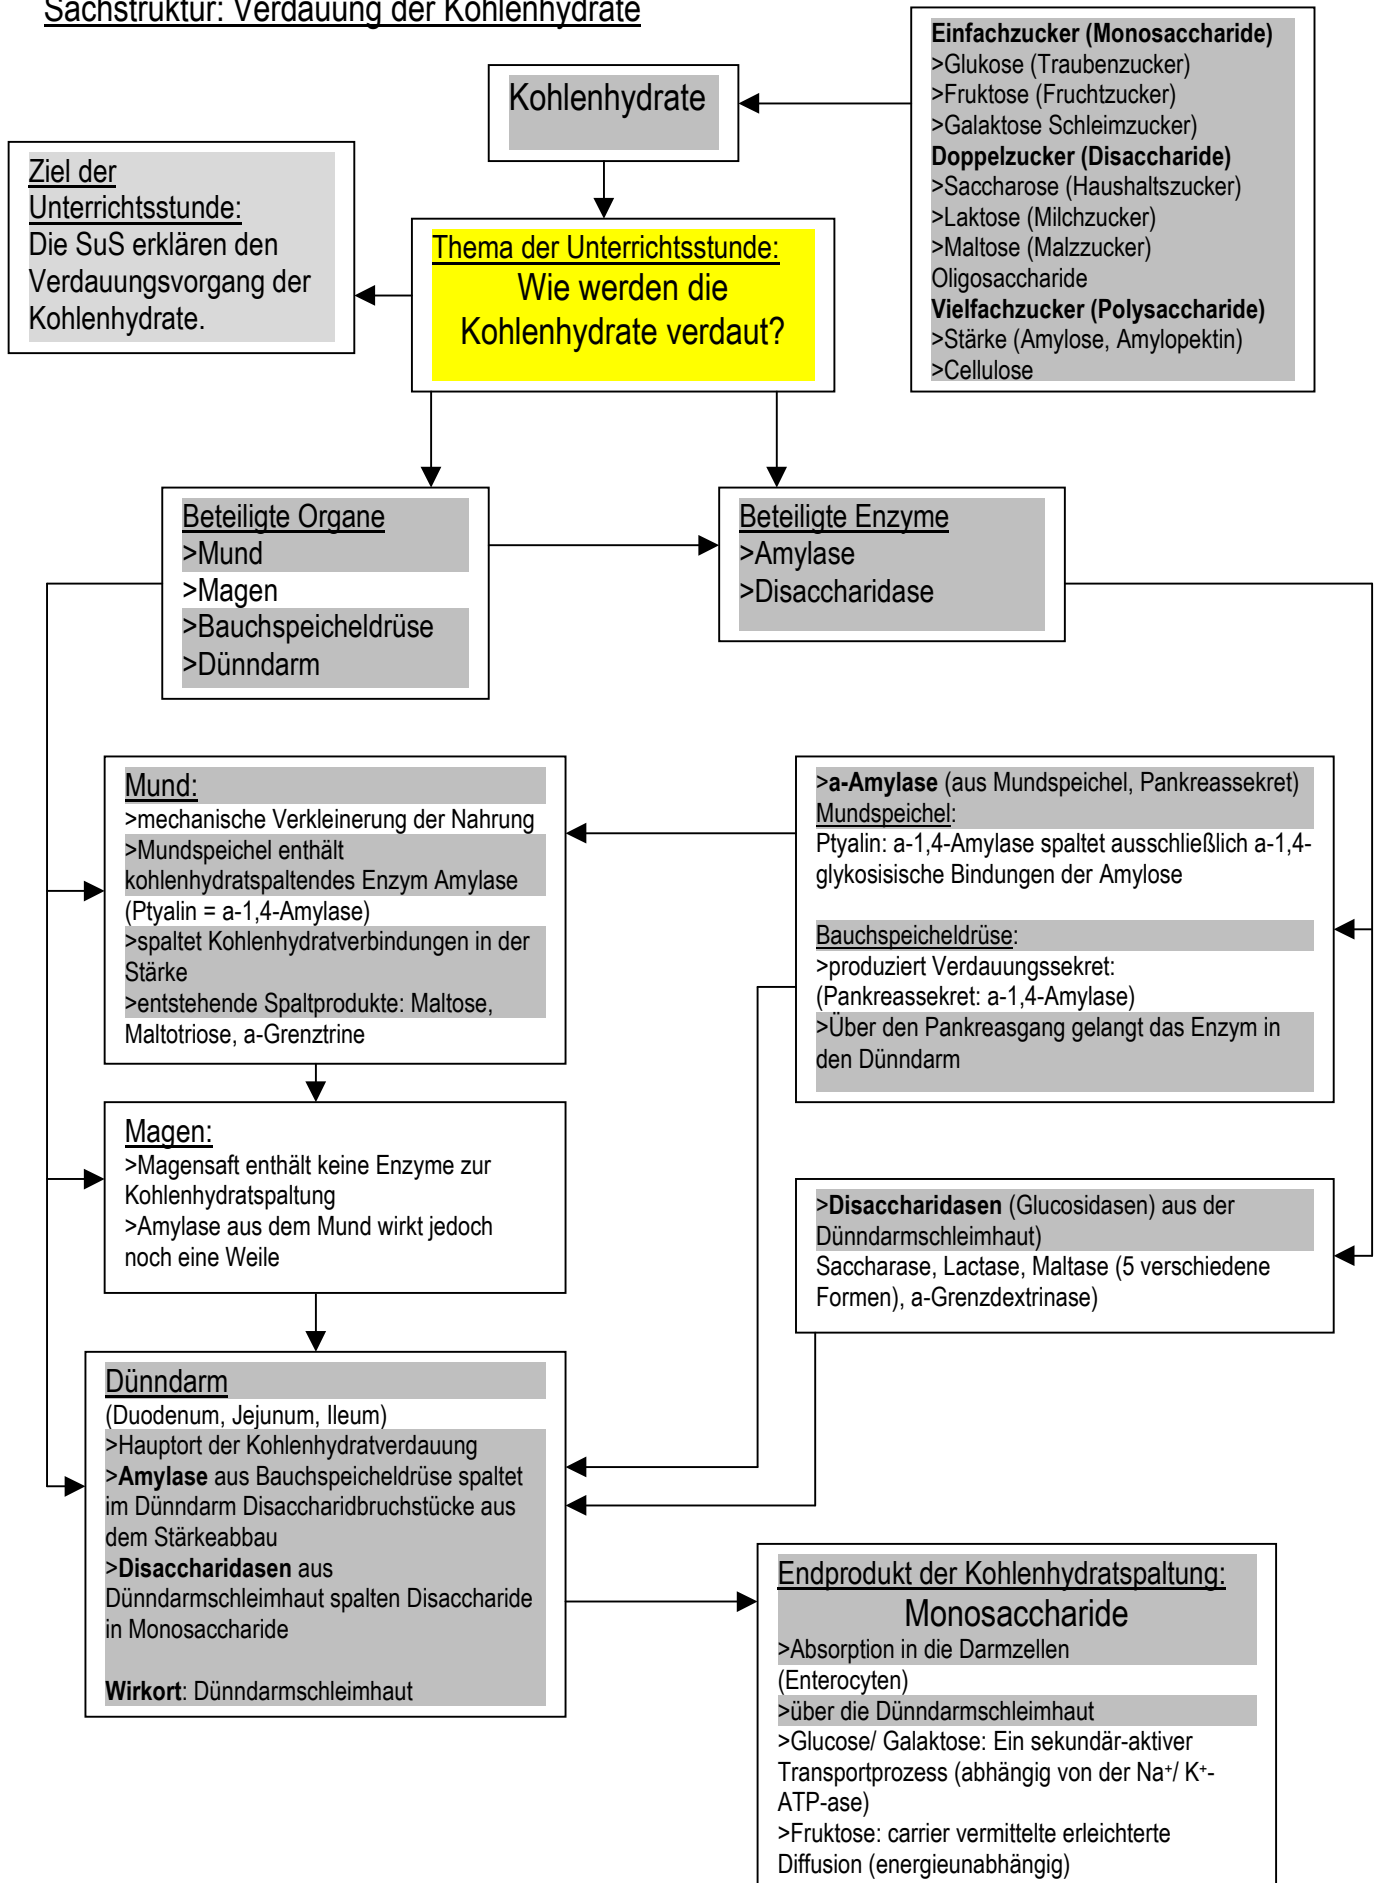 Sachstruktur: Verdauung der Kohlenhydrate
Kohlenhydrate
Einfachzucker (Monosaccharide)
>Glukose (Traubenzucker)
>Fruktose (Fruchtzucker)
>Galaktose Schleimzucker)
Doppelzucker (Disaccharide)
>Saccharose (Haushaltszucker)
>Laktose (Milchzucker)
>Maltose (Malzzucker)
Oligosaccharide
Vielfachzucker (Polysaccharide)
>Stärke (Amylose, Amylopektin)
>Cellulose
Ziel der
Unterrichtsstunde:
Die SuS erklären den
Verdauungsvorgang der
Kohlenhydrate.
Thema der Unterrichtsstunde:
Wie werden die
Kohlenhydrate verdaut?
Beteiligte Organe
>Mund
>Magen
>Bauchspeicheldrüse
>Dünndarm
Beteiligte Enzyme
>Amylase
>Disaccharidase
Mund:
>mechanische Verkleinerung der Nahrung
>Mundspeichel enthält
kohlenhydratspaltendes Enzym Amylase
(Ptyalin = a-1,4-Amylase)
>spaltet Kohlenhydratverbindungen in der
Stärke
>entstehende Spaltprodukte: Maltose,
Maltotriose, a-Grenztrine
>a-Amylase (aus Mundspeichel, Pankreassekret)
Mundspeichel:
Ptyalin: a-1,4-Amylase spaltet ausschließlich a-1,4-
glykosisische Bindungen der Amylose
Bauchspeicheldrüse:
>produziert Verdauungssekret:
(Pankreassekret: a-1,4-Amylase)
>Über den Pankreasgang gelangt das Enzym in
den Dünndarm
Magen:
>Magensaft enthält keine Enzyme zur
Kohlenhydratspaltung
>Amylase aus dem Mund wirkt jedoch
noch eine Weile
>Disaccharidasen (Glucosidasen) aus der
Dünndarmschleimhaut)
Saccharase, Lactase, Maltase (5 verschiedene
Formen), a-Grenzdextrinase)
Dünndarm
(Duodenum, Jejunum, Ileum)
>Hauptort der Kohlenhydratverdauung
>Amylase aus Bauchspeicheldrüse spaltet
im Dünndarm Disaccharidbruchstücke aus
dem Stärkeabbau
>Disaccharidasen aus
Dünndarmschleimhaut spalten Disaccharide
in Monosaccharide
Wirkort: Dünndarmschleimhaut
Endprodukt der Kohlenhydratspaltung:
Monosaccharide
>Absorption in die Darmzellen
(Enterocyten)
>über die Dünndarmschleimhaut
>Glucose/ Galaktose: Ein sekundär-aktiver
Transportprozess (abhängig von der Na⁺/ K⁺-
ATP-ase)
>Fruktose: carrier vermittelte erleichterte
Diffusion (energieunabhängig)